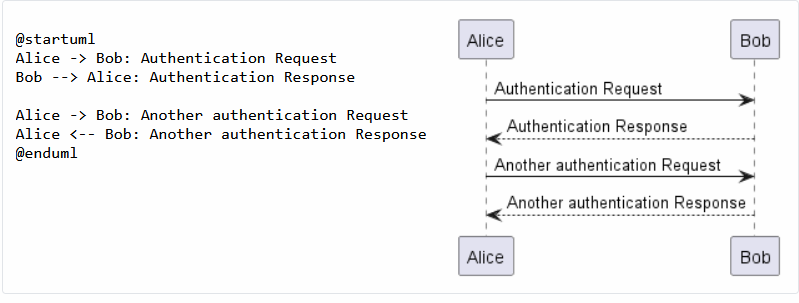 @startuml
Alice -> Bob: Authentication Request
Bob --> Alice: Authentication Response
Alice -> Bob: Another authentication Request
Alice <-- Bob: Another authentication Response
@enduml
Alice
Bob
Authentication Request
Authentication Response
Another authentication Request
Another authentication Response
Alice
Bob